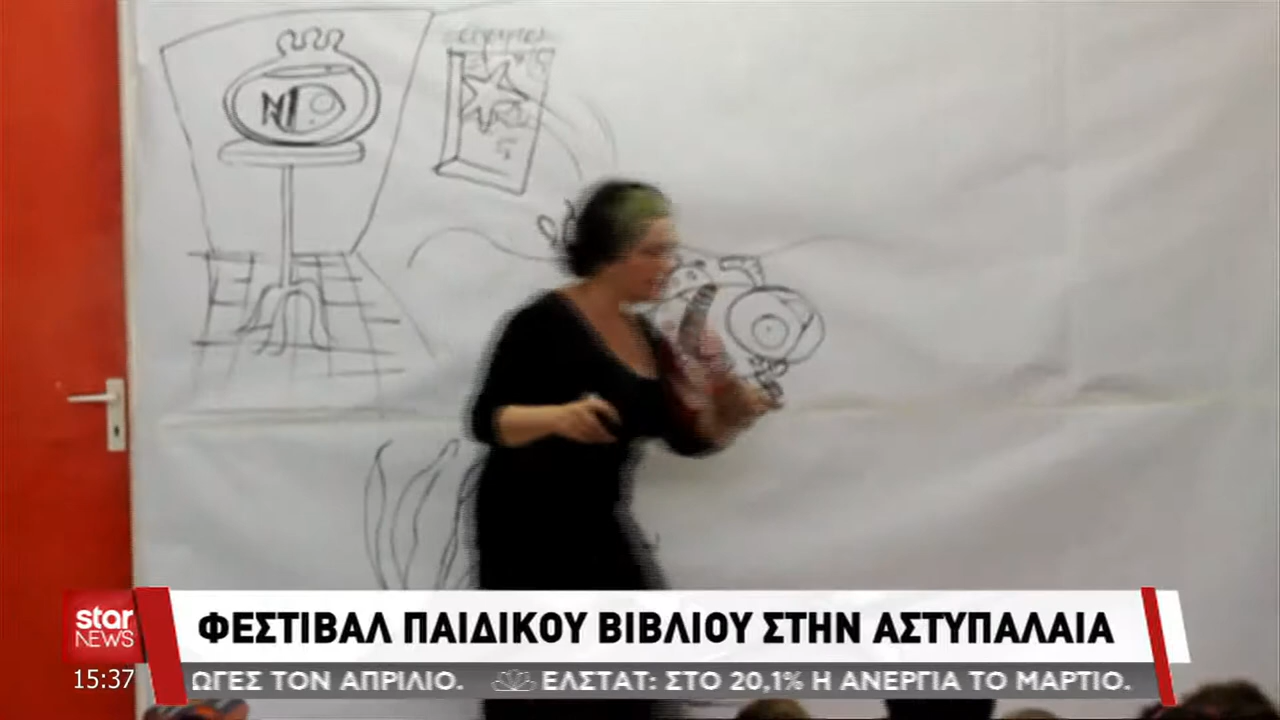 star
NEWS
ΦΕΣΤΙΒΑΛ ΠΑΙΔΙΚΟΥ ΒΙΒΛΙΟΥ ΣΤΗΝ ΑΣΤΥΠΑΛΑΙΑ
15:37
ΩΓΕΣ ΤΟΝ ΑΠΡΙΛΙΟ. ΕΛΣΤΑΤ: ΣΤΟ 20,1% Η ΑΝΕΡΓΙΑ ΤΟ ΜΑΡΤΙΟ.